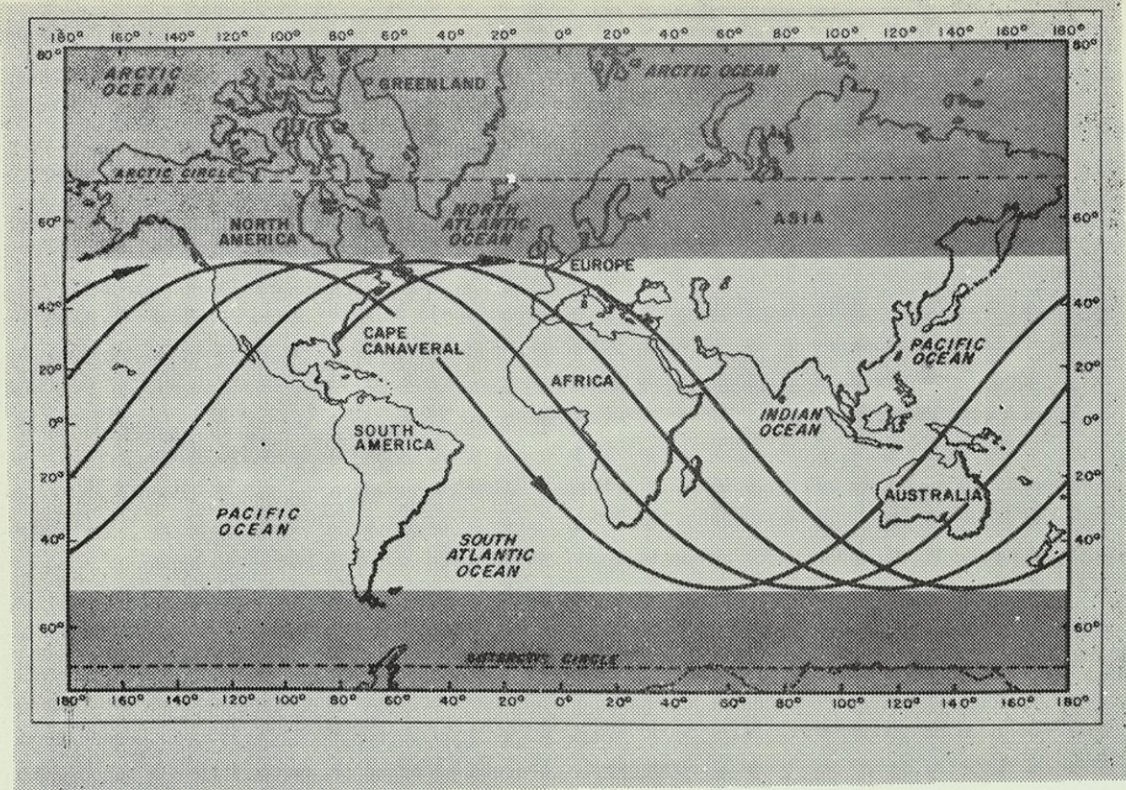 180° 160° 140° 120° 100° 80° 60° 40° 20° 0° 20° 40° 60° 80° 100° 120° 140° 160° 180°
80° 80°
ARCTIC
OCEAN
GREENLAND
ARCTIC OCEAN
ARCTIC CIRCLE
60° 60°
NORTH
AMERICA
NORTH
ATLANTIC
OCEAN
ASIA
EUROPE
40° 40°
CAPE
CANAVERAL
PACIFIC
OCEAN
20° 20°
AFRICA
0° 0°
SOUTH
AMERICA
INDIAN
OCEAN
20° 20°
AUSTRALIA
PACIFIC
OCEAN
40° 40°
SOUTH
ATLANTIC
OCEAN
60° 60°
ANTARCTIC CIRCLE
180° 160° 140° 120° 100° 80° 60° 40° 20° 0° 20° 40° 60° 80° 100° 120° 140° 160° 180°